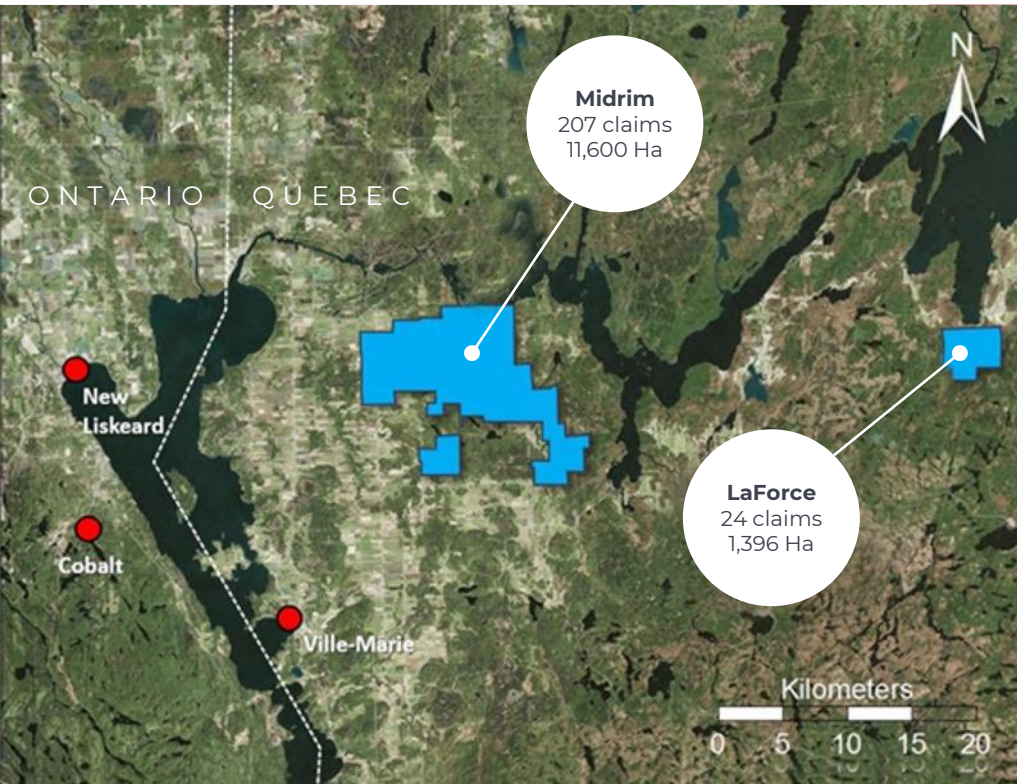 N
Midrim
207 claims
11,600 Ha
ONTARIO QUEBEC
New
Liskeard
LaForce
24 claims
1,396 Ha
Cobalt
Ville-Marie
Kilometers
0 5 10 15 20